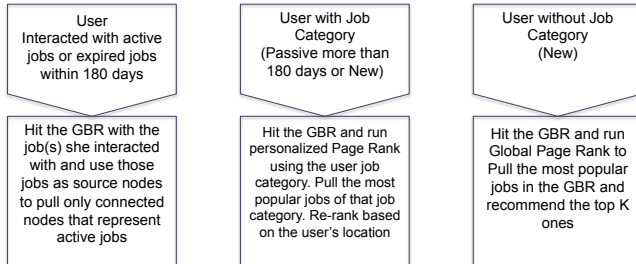 User
Interacted with active
jobs or expired jobs
within 180 days
User with Job
Category
(Passive more than
180 days or New)
User without Job
Category
(New)
Hit the GBR with the
job(s) she interacted
with and use those
jobs as source nodes
to pull only connected
nodes that represent
active jobs
Hit the GBR and run
personalized Page Rank
using the user job
category. Pull the most
popular jobs of that job
category. Re-rank based
on the user's location
Hit the GBR and run
Global Page Rank to
Pull the most popular
jobs in the GBR and
recommend the top K
ones